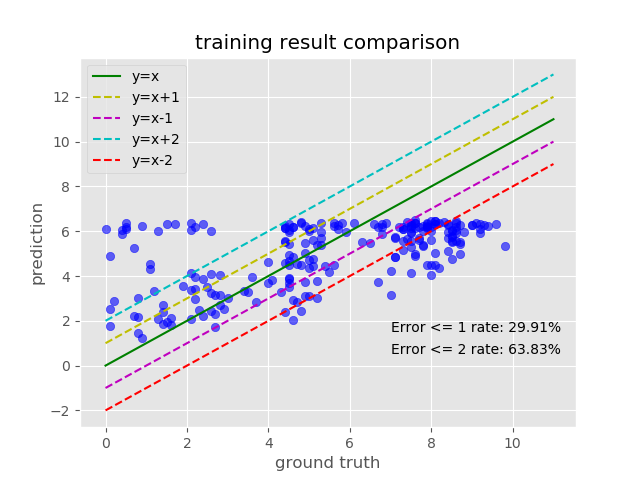 training result comparison
y=x
y=x+1
y=x-1
y=x+2
y=x-2
12
10
8
6
4
2
0
−2
prediction
Error <= 1 rate: 29.91%
Error <= 2 rate: 63.83%
0 2 4 6 8 10
ground truth